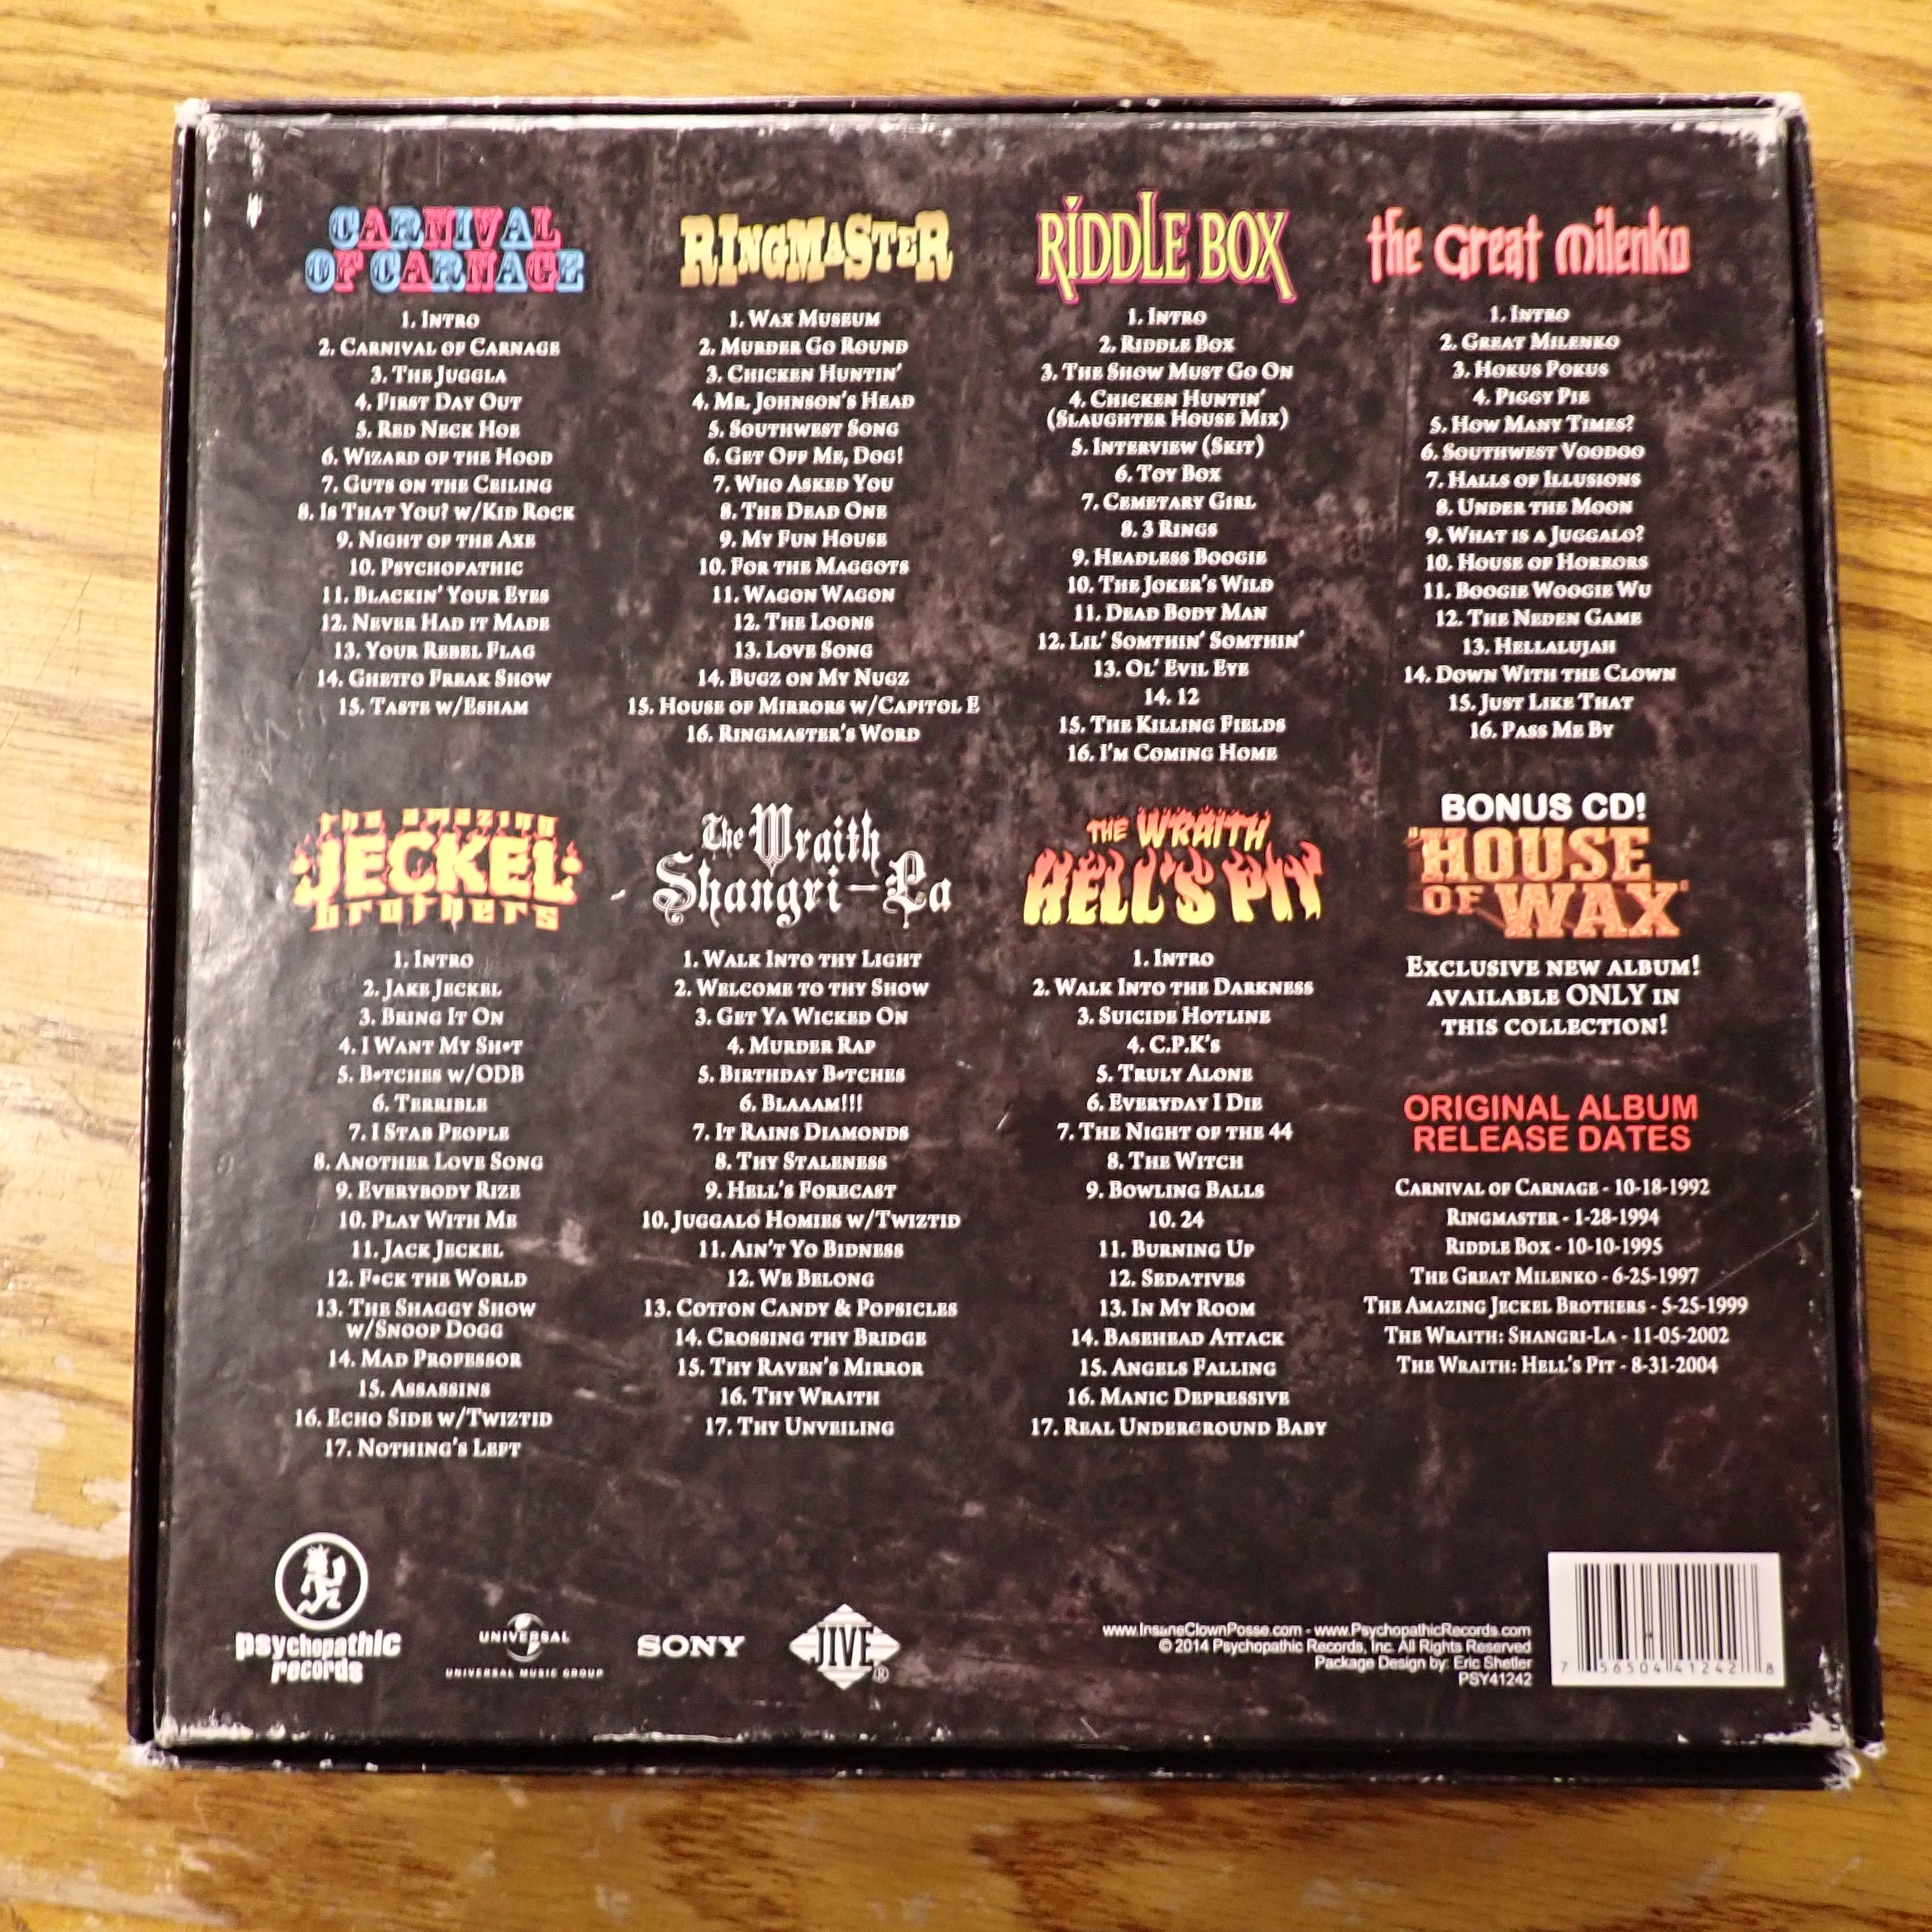 CARNIVAL
OF CARNAGE
1. Intro
2. Carnival of Carnage
3. The Juggla
4. First Day Out
5. Red Neck Hoe
6. Wizard of the Hood
7. Guts on the Ceiling
8. Is That You? w/Kid Rock
9. Night of the Axe
10. Psychopathic
11. Blackin' Your Eyes
12. Never Had it Made
13. Your Rebel Flag
14. Ghetto Freak Show
15. Taste w/Esham
RINGMASTER
1. Wax Museum
2. Murder Go Round
3. Chicken Huntin'
4. Mr. Johnson's Head
5. Southwest Song
6. Get Off Me, Dog!
7. Who Asked You
8. The Dead One
9. My Fun House
10. For the Maggots
11. Wagon Wagon
12. The Loons
13. Love Song
14. Bugz on My Nugz
15. House of Mirrors w/Capitol E
16. Ringmaster's Word
RIDDLE BOX
1. Intro
2. Riddle Box
3. The Show Must Go On
4. Chicken Huntin'
(Slaughter House Mix)
5. Interview (Skit)
6. Toy Box
7. Cemetary Girl
8. 3 Rings
9. Headless Boogie
10. The Joker's Wild
11. Dead Body Man
12. Lil' Somthin' Somthin'
13. Ol' Evil Eye
14. 12
15. The Killing Fields
16. I'm Coming Home
the Great Milenko
1. Intro
2. Great Milenko
3. Hokus Pokus
4. Piggy Pie
5. How Many Times?
6. Southwest Voodoo
7. Halls of Illusions
8. Under the Moon
9. What is a Juggalo?
10. House of Horrors
11. Boogie Woogie Wu
12. The Neden Game
13. Hellalujah
14. Down With the Clown
15. Just Like That
16. Pass Me By
the amazing
JECKEL
brothers
1. Intro
2. Jake Jeckel
3. Bring It On
4. I Want My Sh*t
5. B*tches w/ODB
6. Terrible
7. I Stab People
8. Another Love Song
9. Everybody Rize
10. Play With Me
11. Jack Jeckel
12. F*ck the World
13. The Shaggy Show
w/Snoop Dogg
14. Mad Professor
15. Assassins
16. Echo Side w/Twiztid
17. Nothing's Left
The Wraith
Shangri-La
1. Walk Into thy Light
2. Welcome to thy Show
3. Get Ya Wicked On
4. Murder Rap
5. Birthday B*tches
6. Blaaam!!!
7. It Rains Diamonds
8. Thy Staleness
9. Hell's Forecast
10. Juggalo Homies w/Twiztid
11. Ain't Yo Bidness
12. We Belong
13. Cotton Candy & Popsicles
14. Crossing thy Bridge
15. Thy Raven's Mirror
16. Thy Wraith
17. Thy Unveiling
THE WRAITH
HELL'S PIT
1. Intro
2. Walk Into the Darkness
3. Suicide Hotline
4. C.P.K's
5. Truly Alone
6. Everyday I Die
7. The Night of the 44
8. The Witch
9. Bowling Balls
10. 24
11. Burning Up
12. Sedatives
13. In My Room
14. Basehead Attack
15. Angels Falling
16. Manic Depressive
17. Real Underground Baby
BONUS CD!
"HOUSE
OF WAX"
Exclusive new album!
available ONLY in
this collection!
ORIGINAL ALBUM
RELEASE DATES
Carnival of Carnage - 10-18-1992
Ringmaster - 1-28-1994
Riddle Box - 10-10-1995
The Great Milenko - 6-25-1997
The Amazing Jeckel Brothers - 5-25-1999
The Wraith: Shangri-La - 11-05-2002
The Wraith: Hell's Pit - 8-31-2004
psychopathic
records
UNIVERSAL
UNIVERSAL MUSIC GROUP
SONY
JIVE
®
www.InsaneClownPosse.com - www.PsychopathicRecords.com
© 2014 Psychopathic Records, Inc. All Rights Reserved
Package Design by: Eric Shetler
PSY41242
7 56504 41242 8